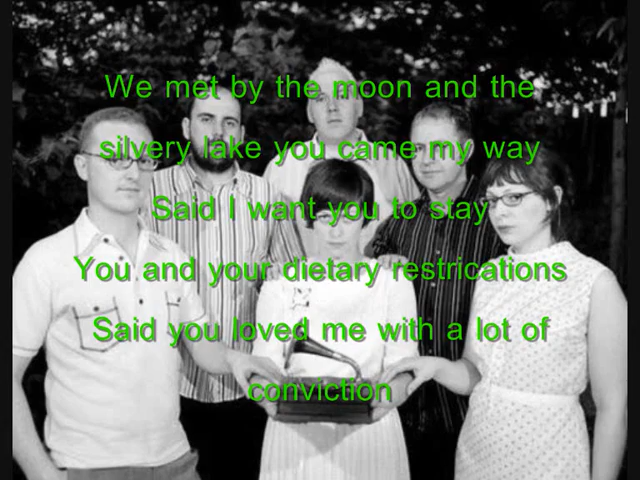 We met by the moon and the
silvery lake you came my way
Said I want you to stay
You and your dietary restrications
Said you loved me with a lot of
conviction